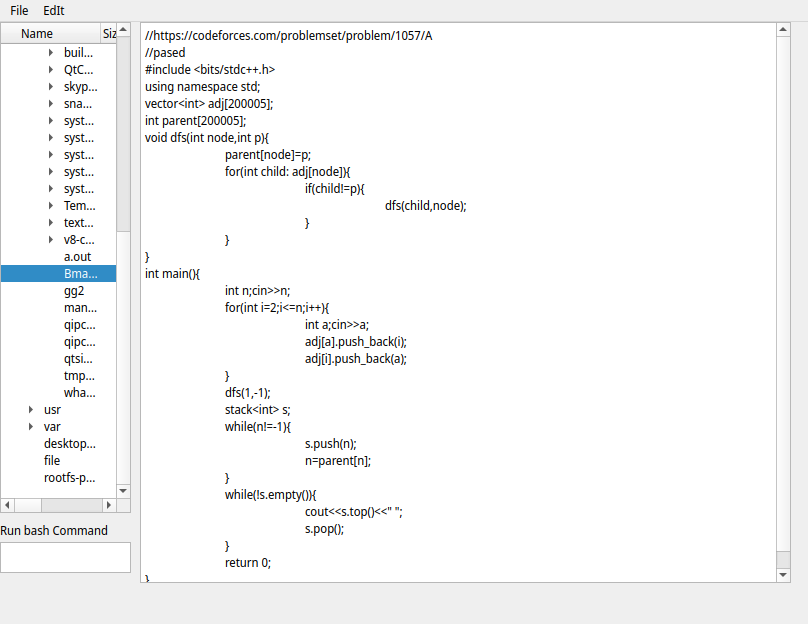 File EdIt
Name Siz
buil...
QtC...
skyp...
sna...
syst...
syst...
syst...
syst...
syst...
Tem...
text...
v8-c...
a.out
Bma...
gg2
man...
qipc...
qipc...
qtsi...
tmp...
wha...
usr
var
desktop...
file
rootfs-p...
Run bash Command
//https://codeforces.com/problemset/problem/1057/A
//pased
#include <bits/stdc++.h>
using namespace std;
vector<int> adj[200005];
int parent[200005];
void dfs(int node,int p){
parent[node]=p;
for(int child: adj[node]){
if(child!=p){
dfs(child,node);
}
}
}
int main(){
int n;cin>>n;
for(int i=2;i<=n;i++){
int a;cin>>a;
adj[a].push_back(i);
adj[i].push_back(a);
}
dfs(1,-1);
stack<int> s;
while(n!=-1){
s.push(n);
n=parent[n];
}
while(!s.empty()){
cout<<s.top()<<" ";
s.pop();
}
return 0;
}